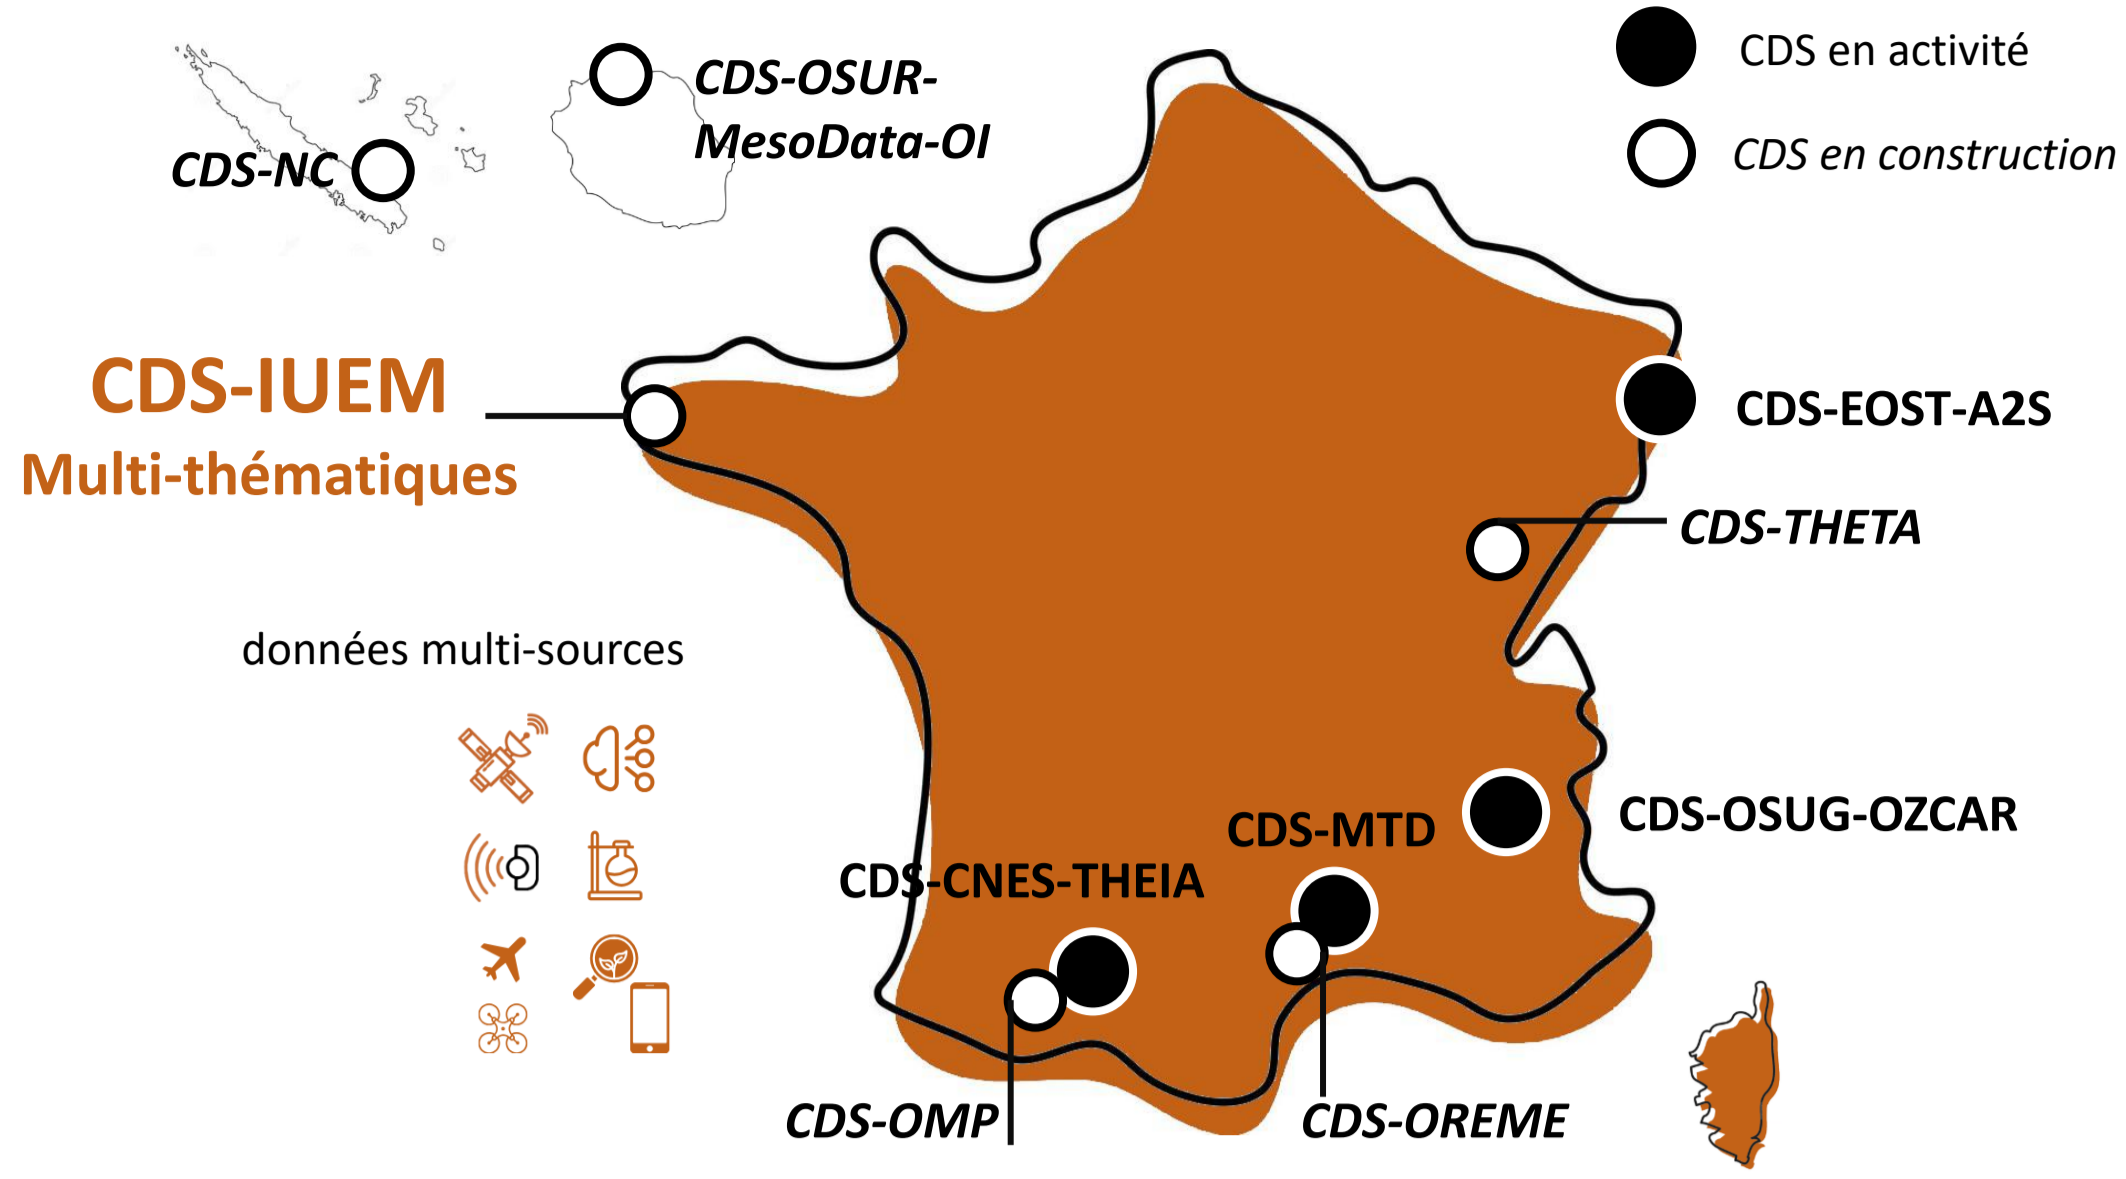 CDS-OSUR-
MesoData-OI
CDS-NC
CDS en activité
CDS en construction
CDS-IUEM
Multi-thématiques
CDS-EOST-A2S
CDS-THETA
données multi-sources
CDS-OSUG-OZCAR
CDS-MTD
CDS-CNES-THEIA
CDS-OMP
CDS-OREME